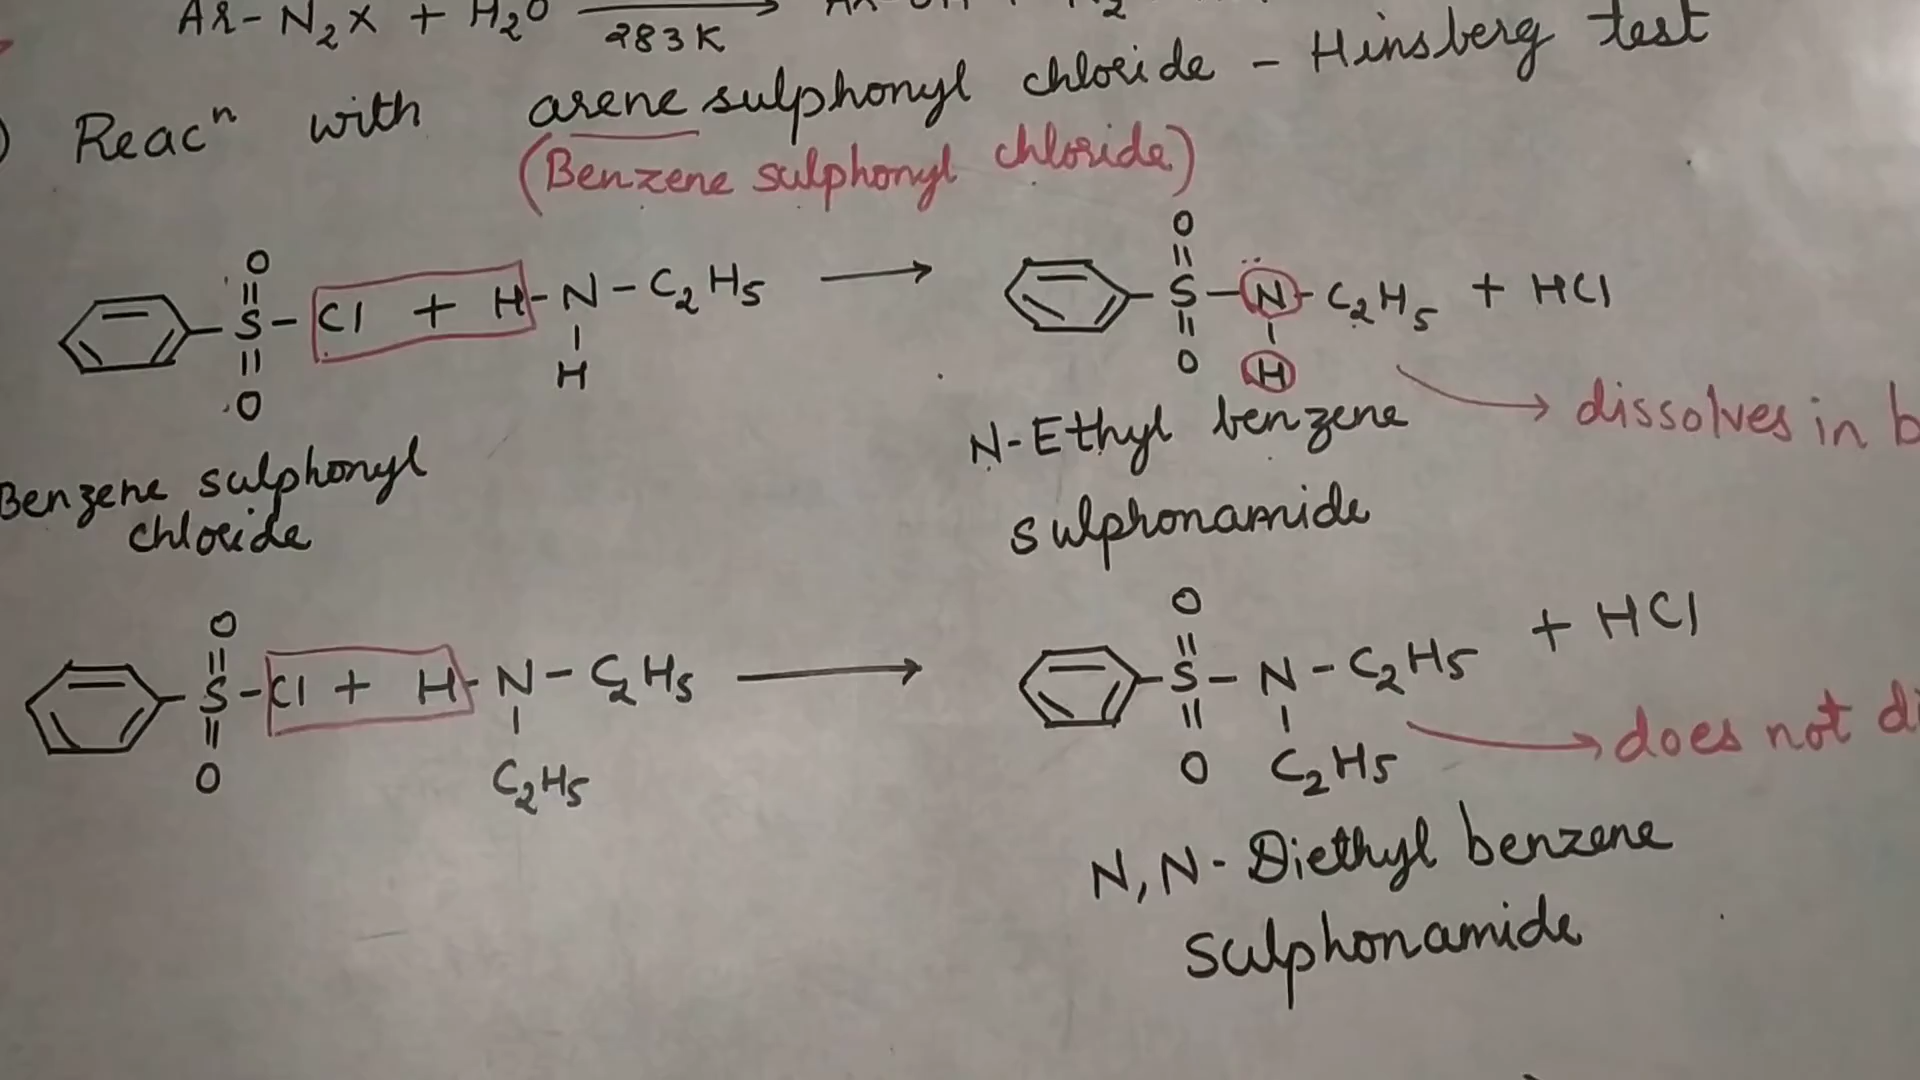 Ar-N₂X + H₂O
283K
Reacⁿ with arene sulphonyl chloride - Hinsberg test
(Benzene sulphonyl chloride)
O O
S-Cl + H-N-C₂H₅ → S-N-C₂H₅ + HCl
O H O H
dissolves in b
Benzene sulphonyl
chloride
N-Ethyl benzene
sulphonamide
O O
S-Cl + H-N-C₂H₅ → S-N-C₂H₅ + HCl
O C₂H₅ O C₂H₅
does not di
N,N-Diethyl benzene
sulphonamide